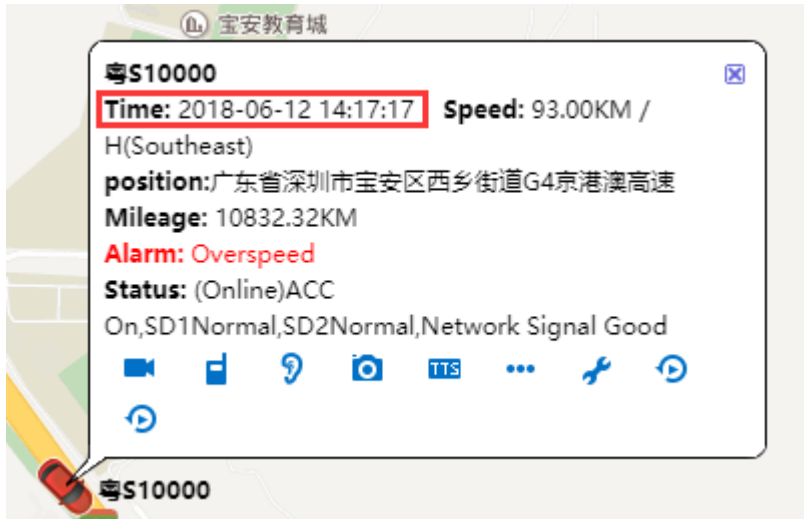 宝安教育城
粤S10000
Time: 2018-06-12 14:17:17 Speed: 93.00KM /
H(Southeast)
position:广东省深圳市宝安区西乡街道G4京港澳高速
Mileage: 10832.32KM
Alarm: Overspeed
Status: (Online)ACC
On,SD1Normal,SD2Normal,Network Signal Good
TTS
粤S10000